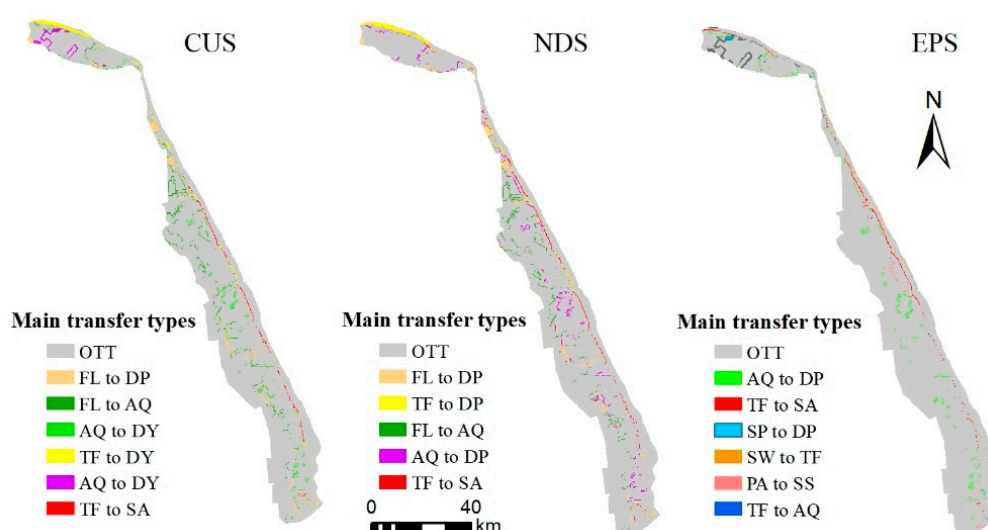 CUS
NDS
EPS
N
Main transfer types
OTT
FL to DP
FL to AQ
AQ to DY
TF to DY
AQ to DY
TF to SA
Main transfer types
OTT
FL to DP
TF to DP
FL to AQ
AQ to DP
TF to SA
0 40
km
Main transfer types
OTT
AQ to DP
TF to SA
SP to DP
SW to TF
PA to SS
TF to AQ